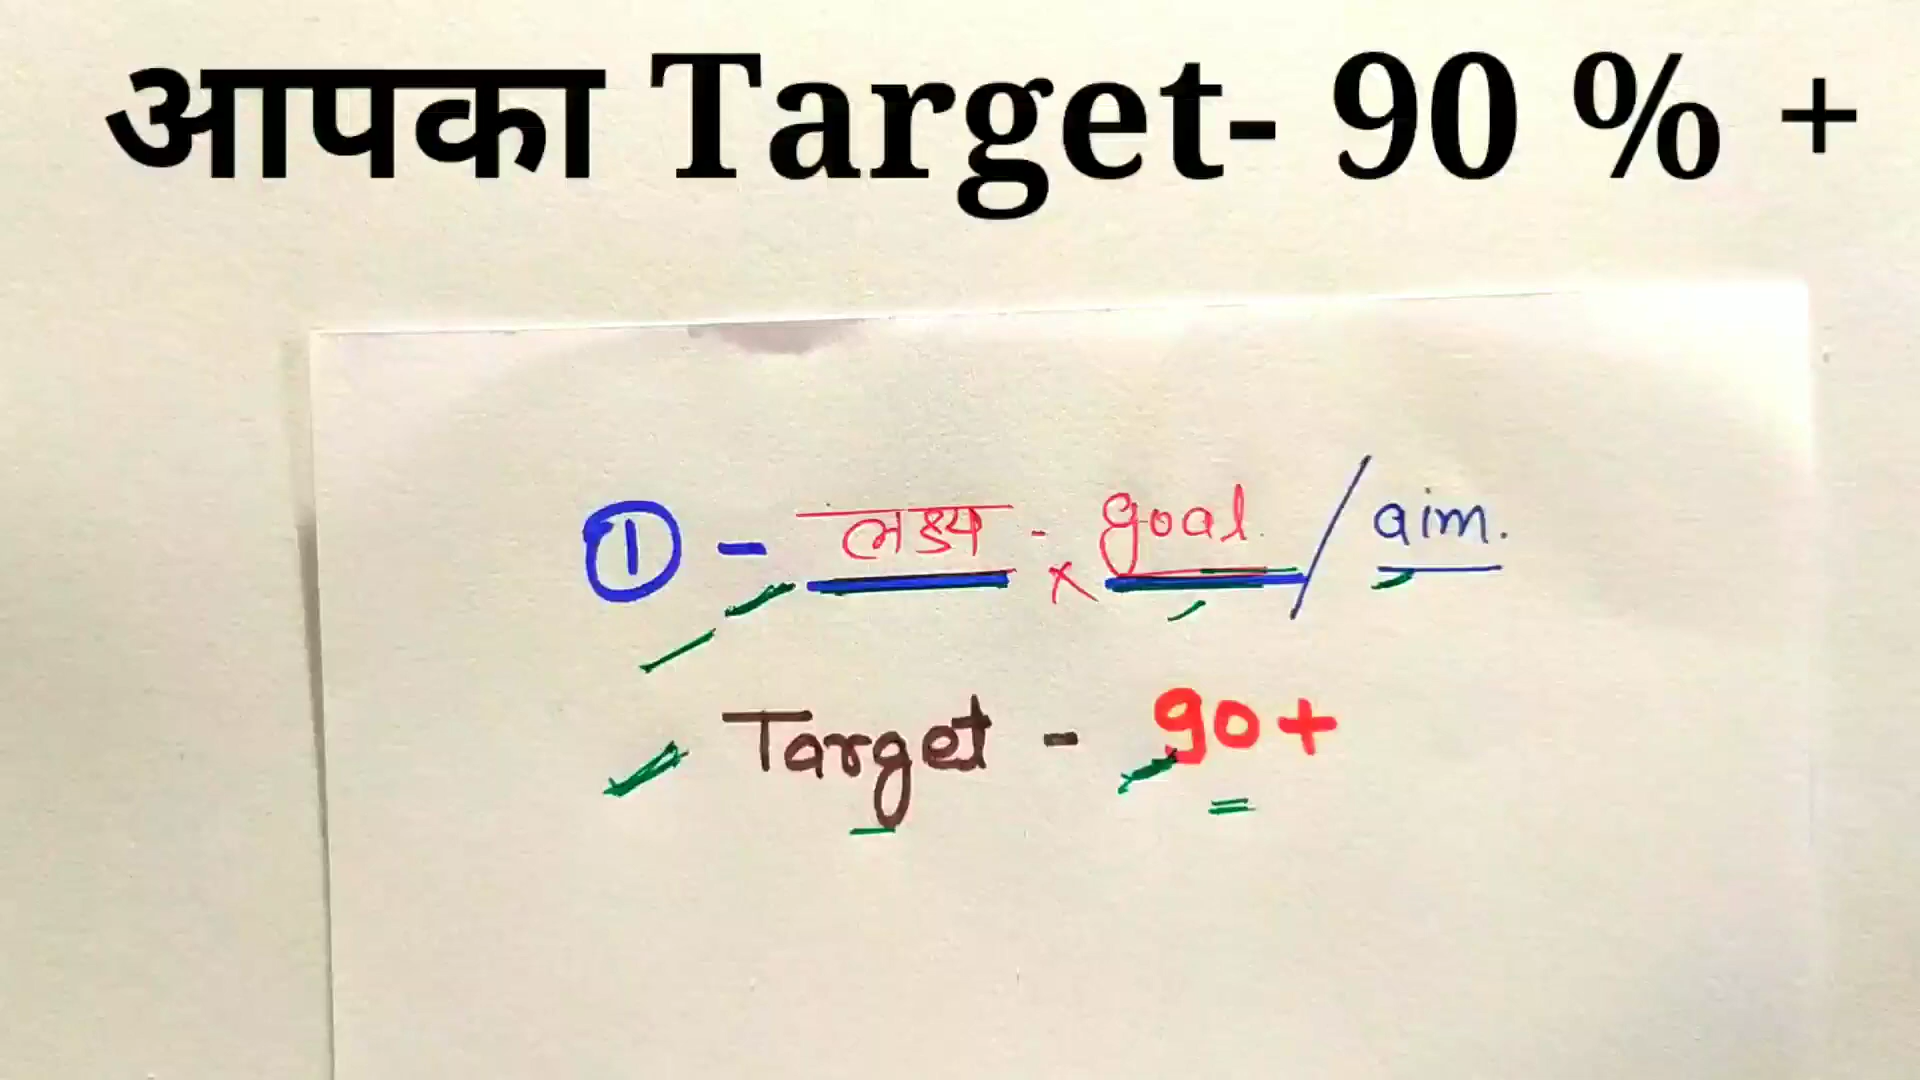 आपका Target- 90 % +
① - लक्ष्य - goal / aim.
Target - 90+